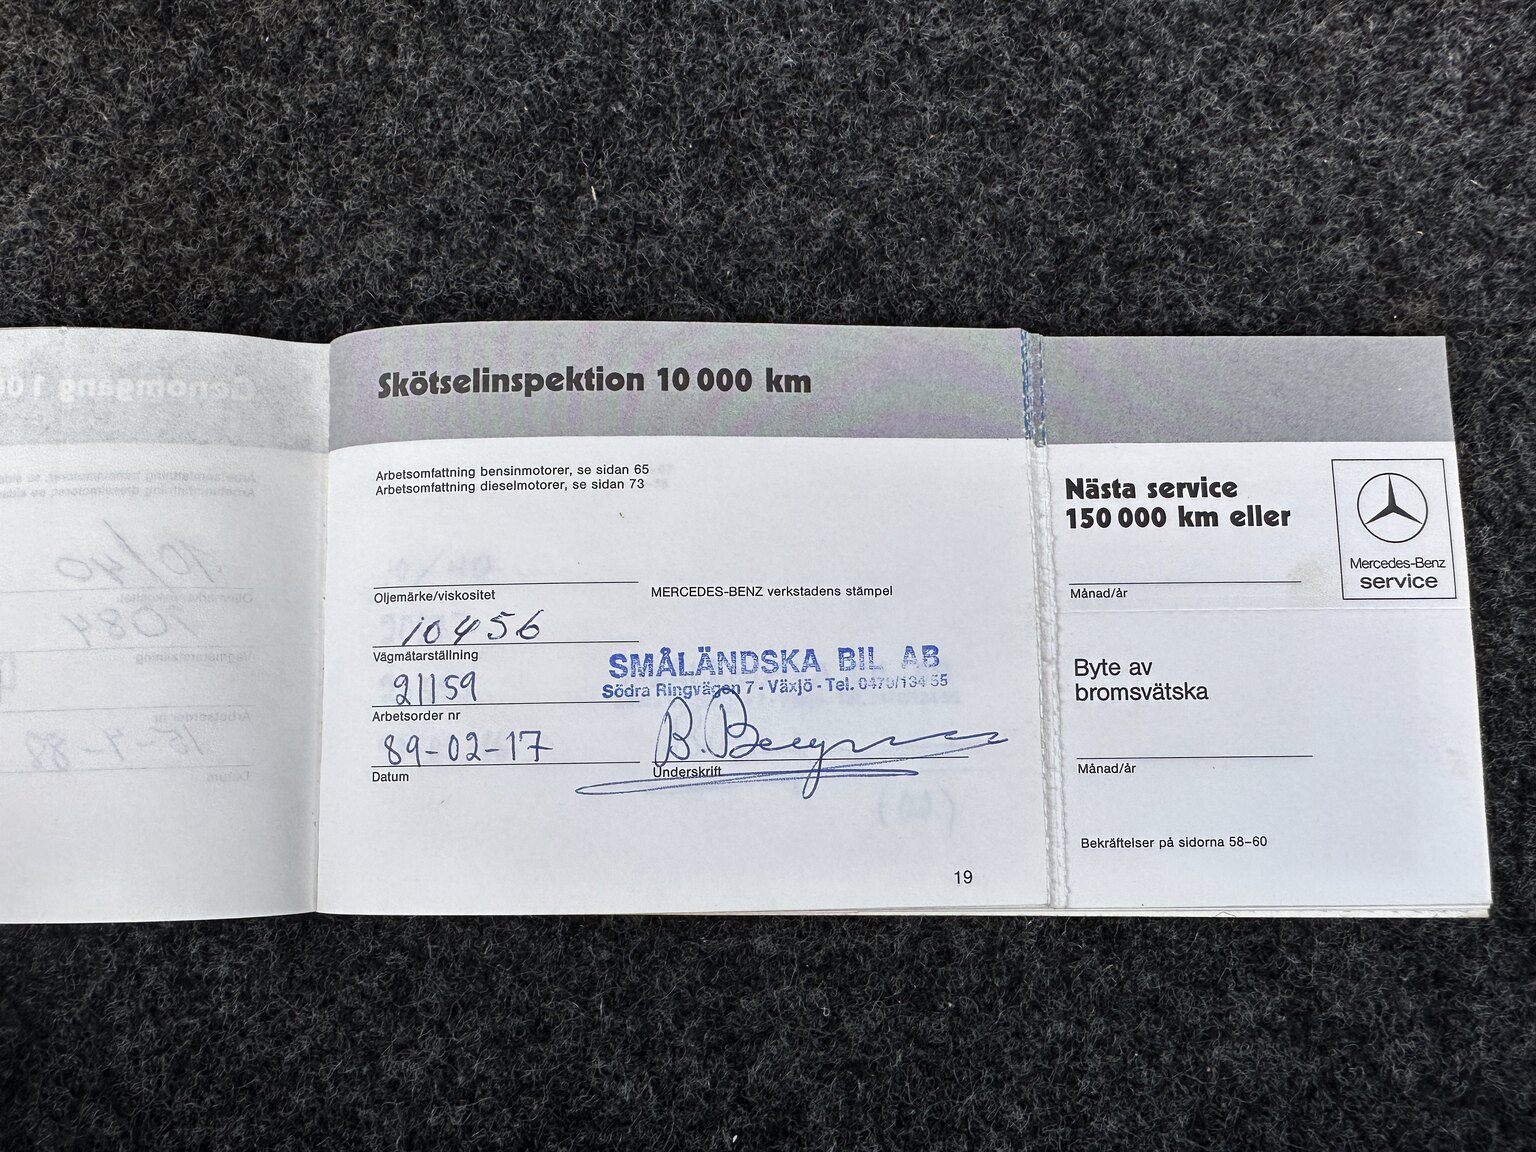 Skötselinspektion 10 000 km
Arbetsomfattning bensinmotorer, se sidan 65
Arbetsomfattning dieselmotorer, se sidan 73
Oljemärke/viskositet
MERCEDES-BENZ verkstadens stämpel
10456
Vägmätarställning
SMÅLÄNDSKA BIL AB
Södra Ringvägen 7 - Växjö - Tel. 0470/134 55
21159
Arbetsorder nr
89-02-17
B.
Datum
Underskrift
19
Nästa service
150 000 km eller
Månad/år
Mercedes-Benz
service
Byte av
bromsvätska
Månad/år
Bekräftelser på sidorna 58–60